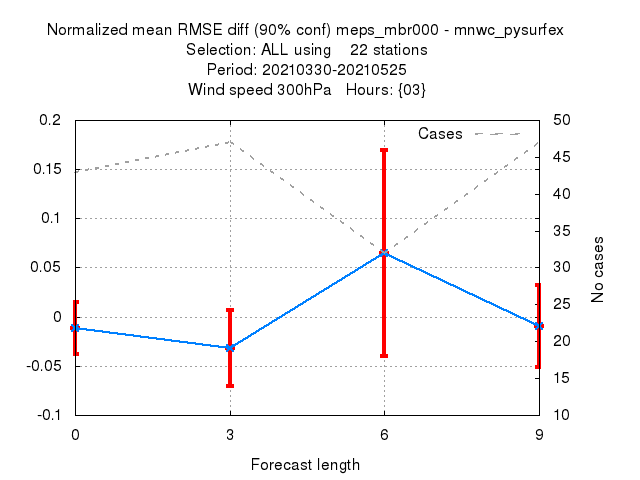 Normalized mean RMSE diff (90% conf) meps_mbr000 - mnwc_pysurfex
Selection: ALL using    22 stations
Period: 20210330-20210525
Wind speed 300hPa   Hours: {03}
Cases
0.2
0.15
0.1
0.05
0
-0.05
-0.1
50
45
40
35
30
25
20
15
10
No cases
0
3
6
9
Forecast length